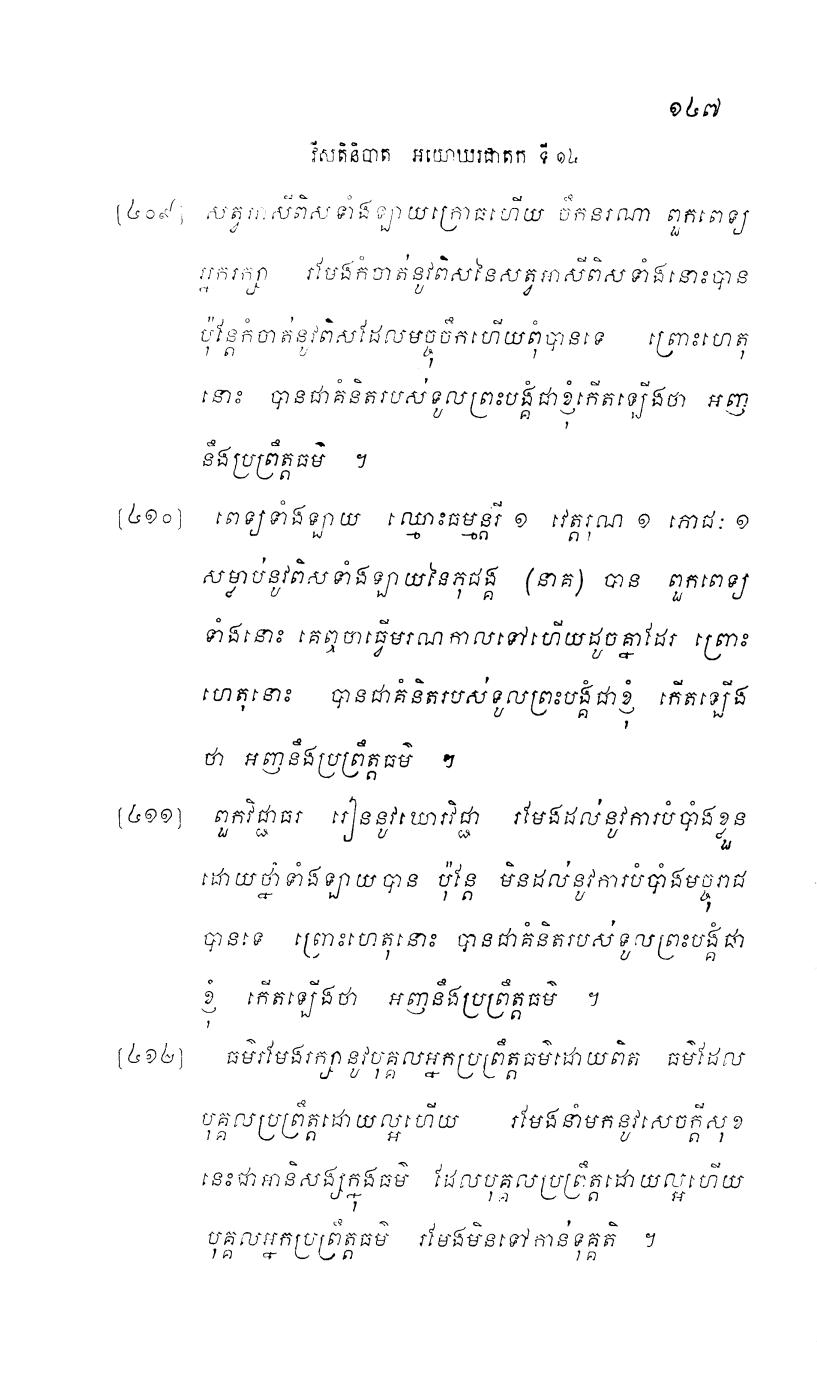 ១៤៧
វីសតិនិបាត អយោឃរជាតក ទី ១៤
[៤០៩] សត្វអាសីពិសទាំងឡាយក្រោធហើយ ចឹកនរណា ពួកពេទ្យ
អ្នករក្សា រមែងកំចាត់នូវពិសនៃសត្វអាសីពិសទាំងនោះបាន
ប៉ុន្តែកំចាត់នូវពិសដែលមច្ចុចឹកហើយពុំបានទេ ព្រោះហេតុ
នោះ បានជាគំនិតរបស់ទូលព្រះបង្គំជាខ្ញុំកើតឡើងថា អញ
នឹងប្រព្រឹត្តធម៌ ។
[៤១០] ពេទ្យទាំងឡាយ ឈ្មោះធម្មន្តរី ១ វេត្តរុណ ១ ភោជៈ ១
សម្លាប់នូវពិសទាំងឡាយនៃភុជង្គ (នាគ) បាន ពួកពេទ្យ
ទាំងនោះ គេឮថាធ្វើមរណកាលទៅហើយដូចគ្នាដែរ ព្រោះ
ហេតុនោះ បានជាគំនិតរបស់ទូលព្រះបង្គំជាខ្ញុំ កើតឡើង
ថា អញនឹងប្រព្រឹត្តធម៌ ។
[៤១១] ពួកវិជ្ជាធរ រៀននូវឃោរវិជ្ជា រមែងដល់នូវការបំបាំងខ្លួន
ដោយថ្នាំទាំងឡាយបាន ប៉ុន្តែ មិនដល់នូវការបំបាំងមច្ចុរាជ
បានទេ ព្រោះហេតុនោះ បានជាគំនិតរបស់ទូលព្រះបង្គំជា
ខ្ញុំ កើតឡើងថា អញនឹងប្រព្រឹត្តធម៌ ។
[៤១២] ធម៌រមែងរក្សានូវបុគ្គលអ្នកប្រព្រឹត្តធម៌ដោយពិត ធម៌ដែល
បុគ្គលប្រព្រឹត្តដោយល្អហើយ រមែងនាំមកនូវសេចក្តីសុខ
នេះជាអានិសង្សក្នុងធម៌ ដែលបុគ្គលប្រព្រឹត្តដោយល្អហើយ
បុគ្គលអ្នកប្រព្រឹត្តធម៌ រមែងមិនទៅកាន់ទុគ្គតិ ។